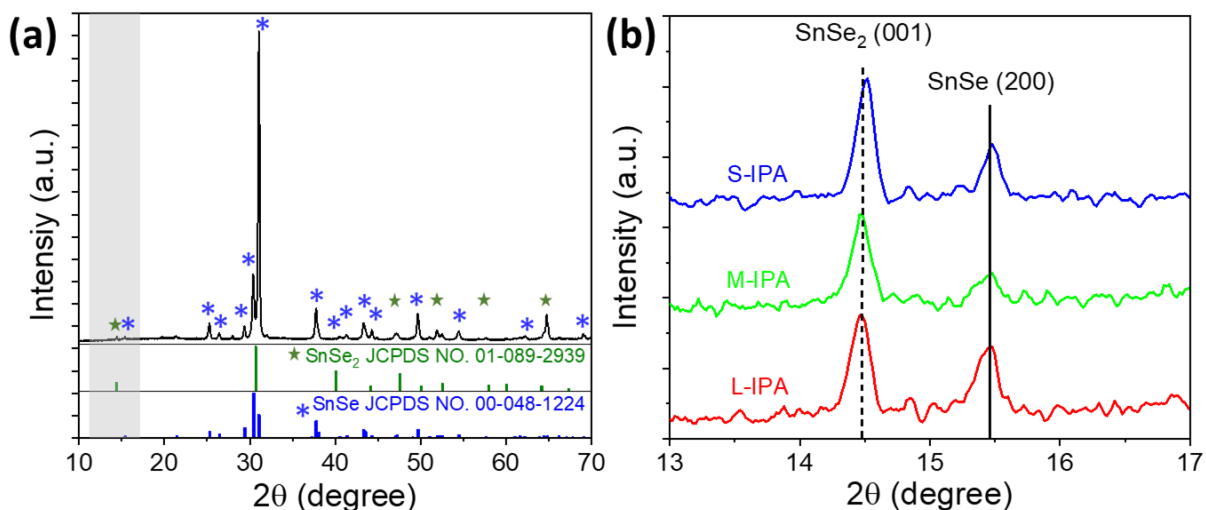 (a)
Intensiy (a.u.)
★ SnSe₂ JCPDS NO. 01-089-2939
* SnSe JCPDS NO. 00-048-1224
10 20 30 40 50 60 70
2θ (degree)
(b)
Intensity (a.u.)
SnSe₂ (001)
SnSe (200)
S-IPA
M-IPA
L-IPA
13 14 15 16 17
2θ (degree)